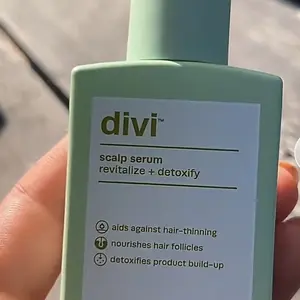 divi™
scalp serum
revitalize + detoxify
aids against hair-thinning
nourishes hair follicles
detoxifies product build-up